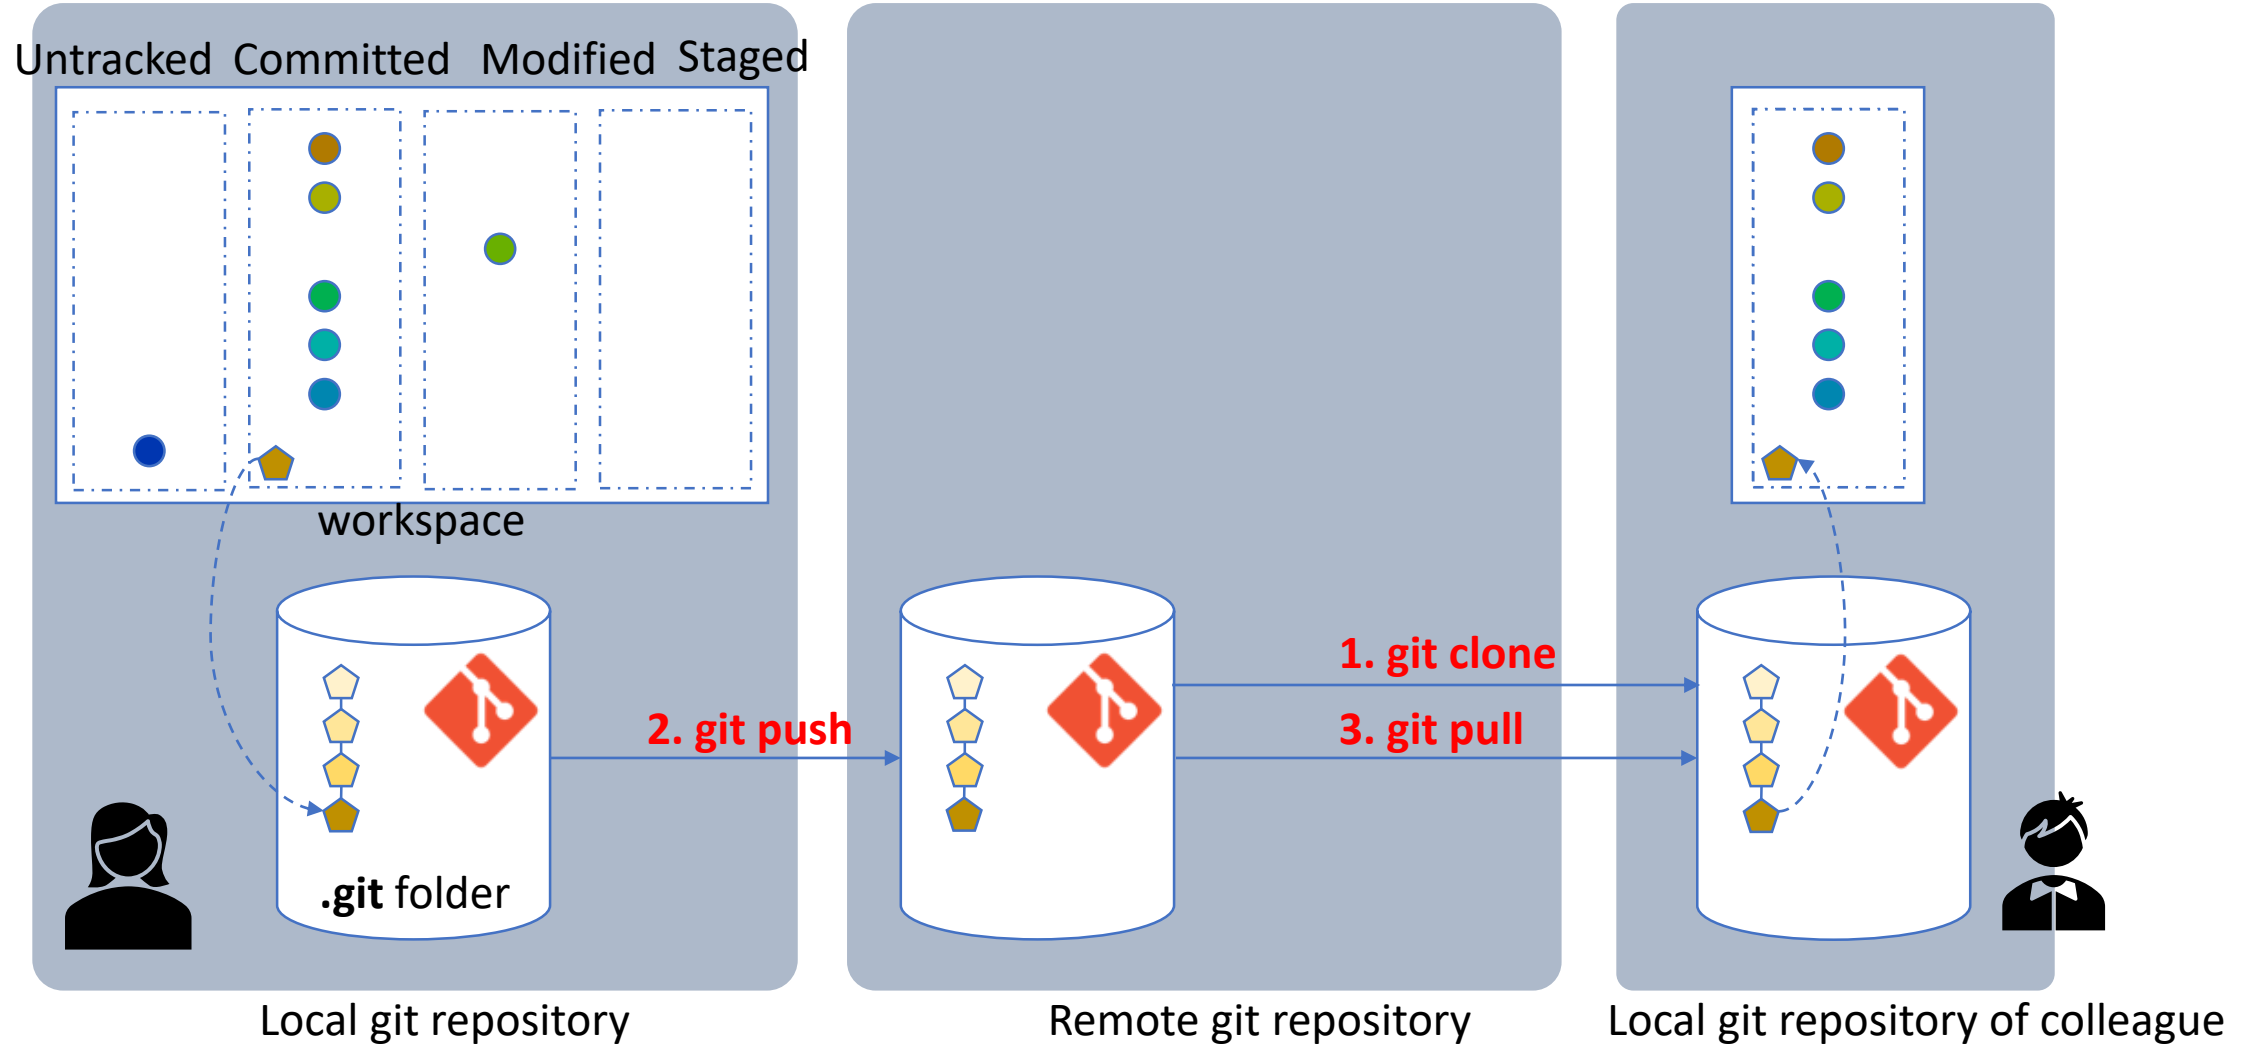 Untracked Committed Modified Staged
workspace
1. git clone
2. git push
3. git pull
.git folder
Local git repository
Remote git repository
Local git repository of colleague